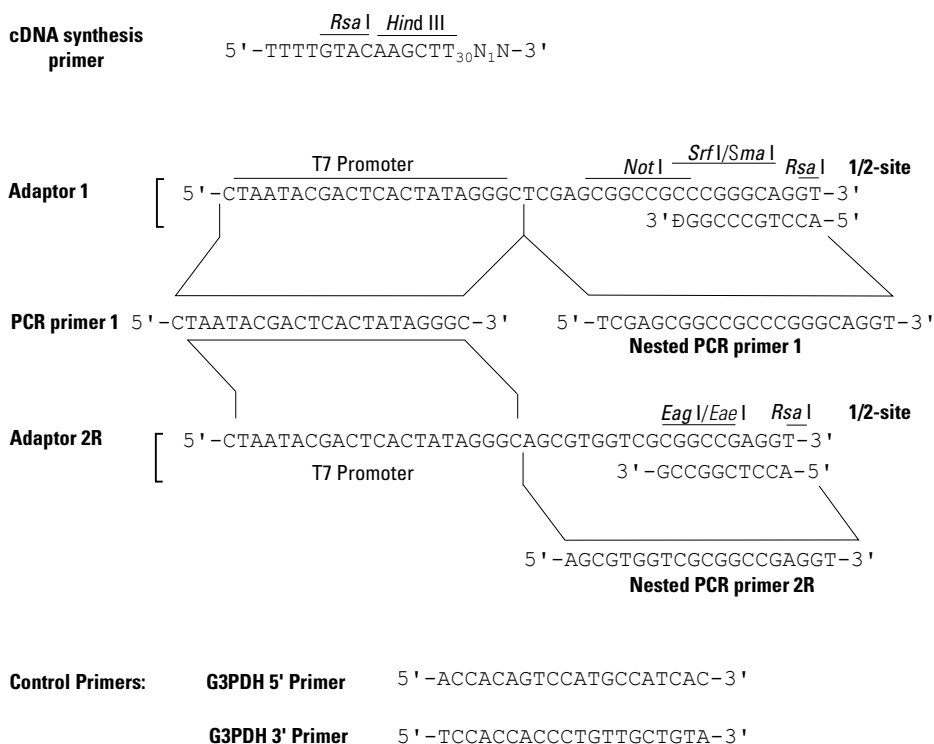 Rsa I Hind III
cDNA synthesis primer 5'-TTTTGTACAAGCTT30N1N-3'
T7 Promoter Not I Srf I/Sma I Rsa I 1/2-site
Adaptor 1 5'-CTAATACGACTCACTATAGGGCTCGAGCGGCCGCCCGGGCAGGT-3'
3'ÐGGCCCGTCCA-5'
PCR primer 1 5'-CTAATACGACTCACTATAGGGC-3' 5'-TCGAGCGGCCGCCCGGGCAGGT-3'
Nested PCR primer 1
Eag I/Eae I Rsa I 1/2-site
Adaptor 2R 5'-CTAATACGACTCACTATAGGGCAGCGTGGTCGCGGCCGAGGT-3'
T7 Promoter 3'-GCCGGCTCCA-5'
5'-AGCGTGGTCGCGGCCGAGGT-3'
Nested PCR primer 2R
Control Primers: G3PDH 5' Primer 5'-ACCACAGTCCATGCCATCAC-3'
G3PDH 3' Primer 5'-TCCACCACCCTGTTGCTGTA-3'